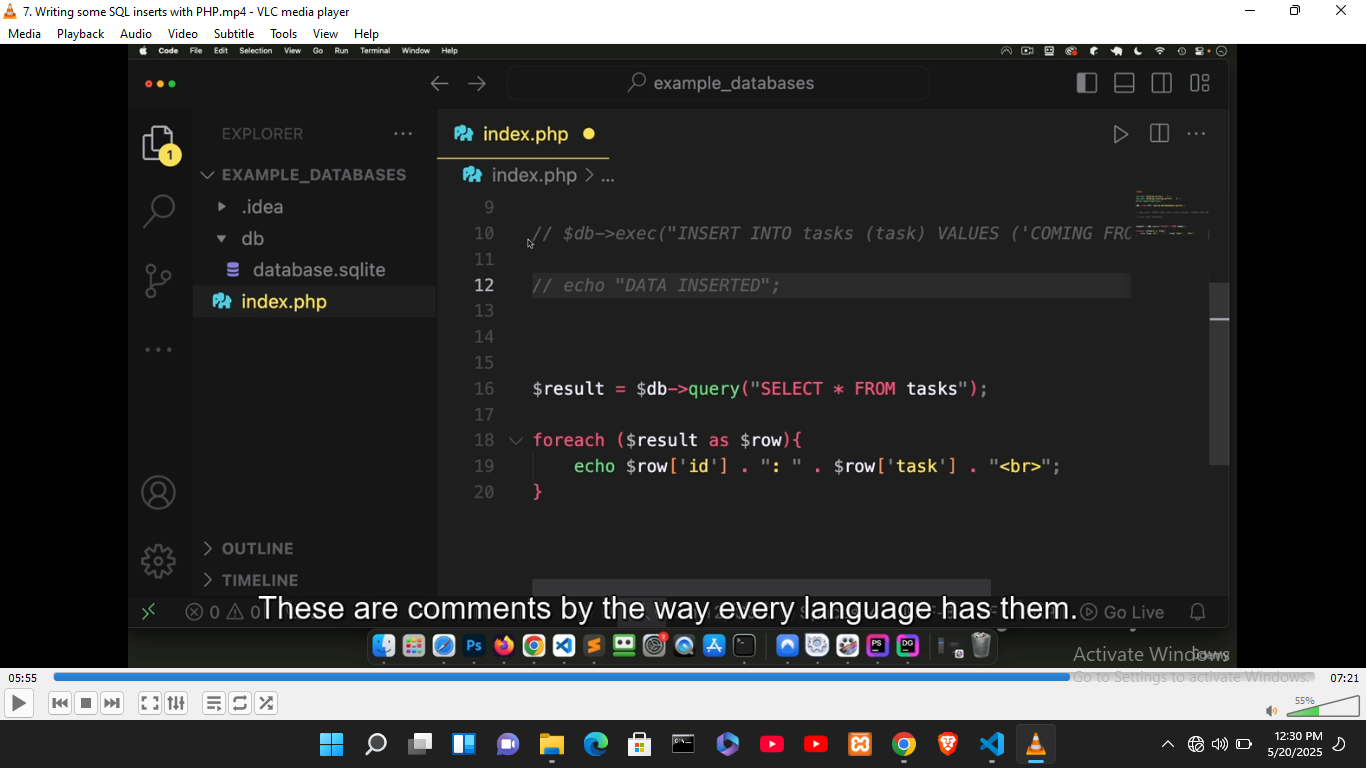 7. Writing some SQL inserts with PHP.mp4 - VLC media player
Media Playback Audio Video Subtitle Tools View Help
Code File Edit Selection View Go Run Terminal Window Help
example_databases
EXPLORER
index.php
EXAMPLE_DATABASES
index.php > ...
.idea
db
database.sqlite
index.php
9
10 // $db->exec("INSERT INTO tasks (task) VALUES ('COMING FRO
11
12 // echo "DATA INSERTED";
13
14
15
16 $result = $db->query("SELECT * FROM tasks");
17
18 foreach ($result as $row){
19 echo $row['id'] . ": " . $row['task'] . "<br>";
20 }
OUTLINE
TIMELINE
0 0
These are comments by the way every language has them.
Go Live
Ps
PS
DG
Activate Windows
Go to Settings to activate Windows.
05:55
07:21
55%
12:30 PM
5/20/2025